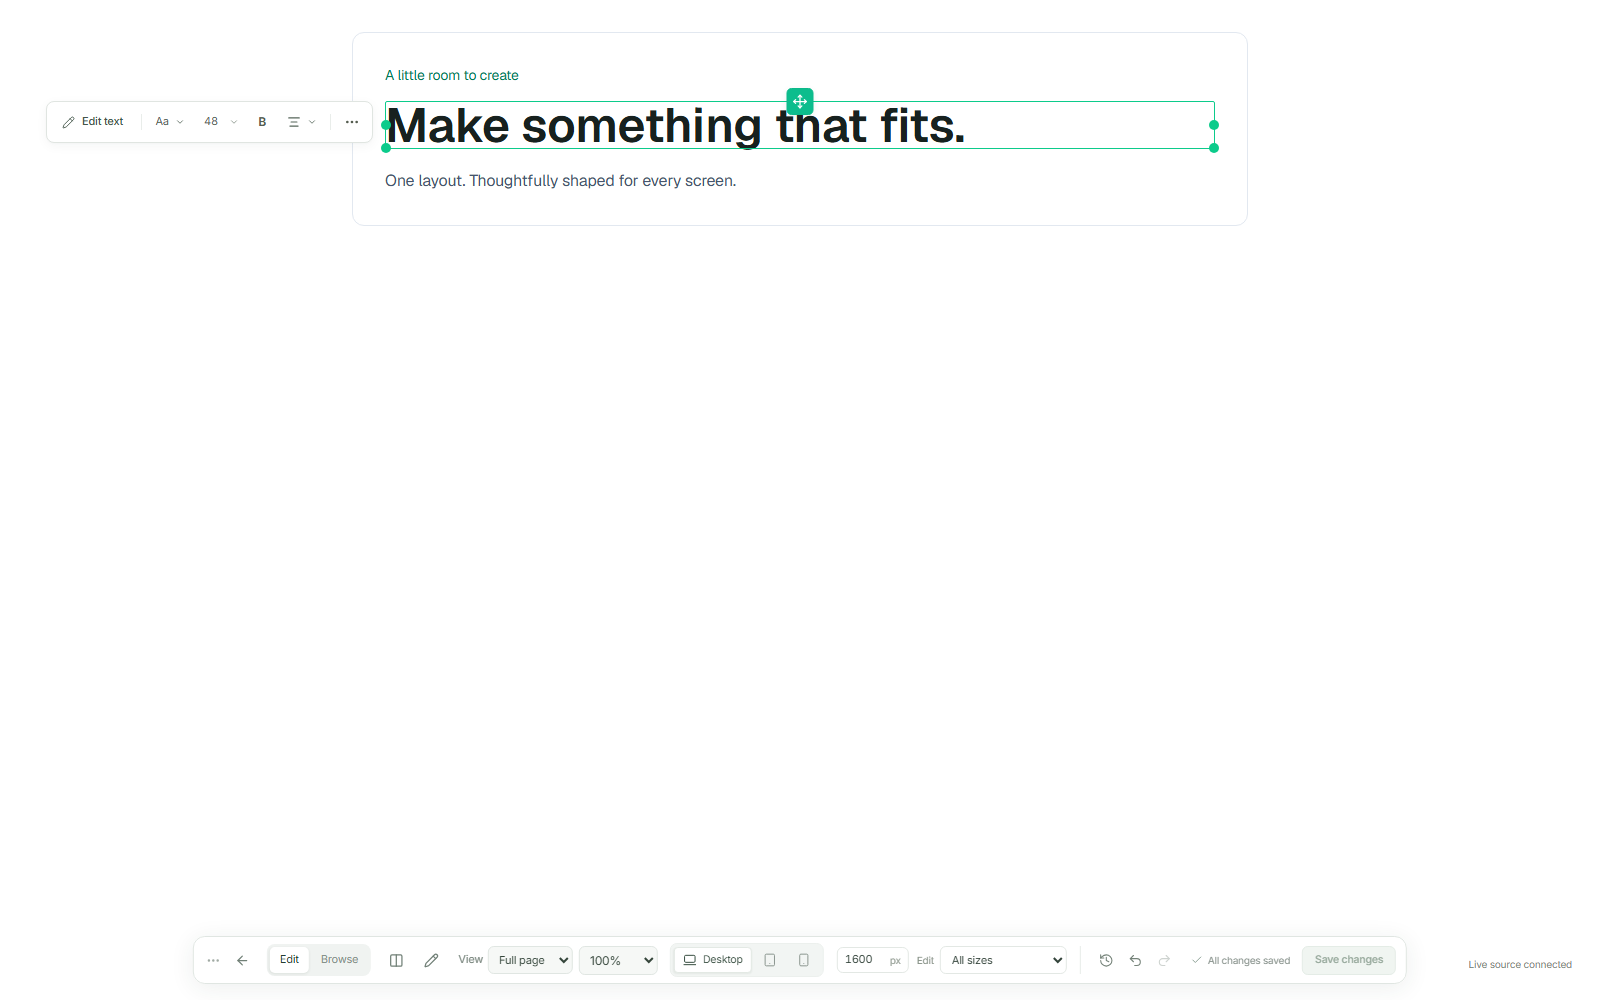 A little room to create
Edit text Aa 48 B
Make something that fits.
One layout. Thoughtfully shaped for every screen.
Edit Browse View Full page 100% Desktop 1600 px Edit All sizes All changes saved Save changes
Live source connected